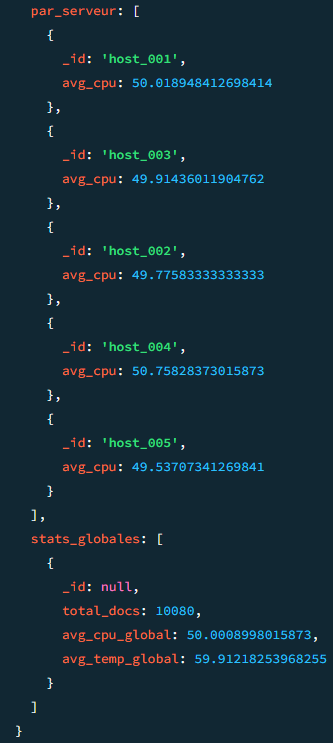 par_serveur: [
{
_id: 'host_001',
avg_cpu: 50.018948412698414
},
{
_id: 'host_003',
avg_cpu: 49.91436011904762
},
{
_id: 'host_002',
avg_cpu: 49.77583333333333
},
{
_id: 'host_004',
avg_cpu: 50.75828373015873
},
{
_id: 'host_005',
avg_cpu: 49.53707341269841
}
],
stats_globales: [
{
_id: null,
total_docs: 10080,
avg_cpu_global: 50.0008998015873,
avg_temp_global: 59.91218253968255
}
]
}